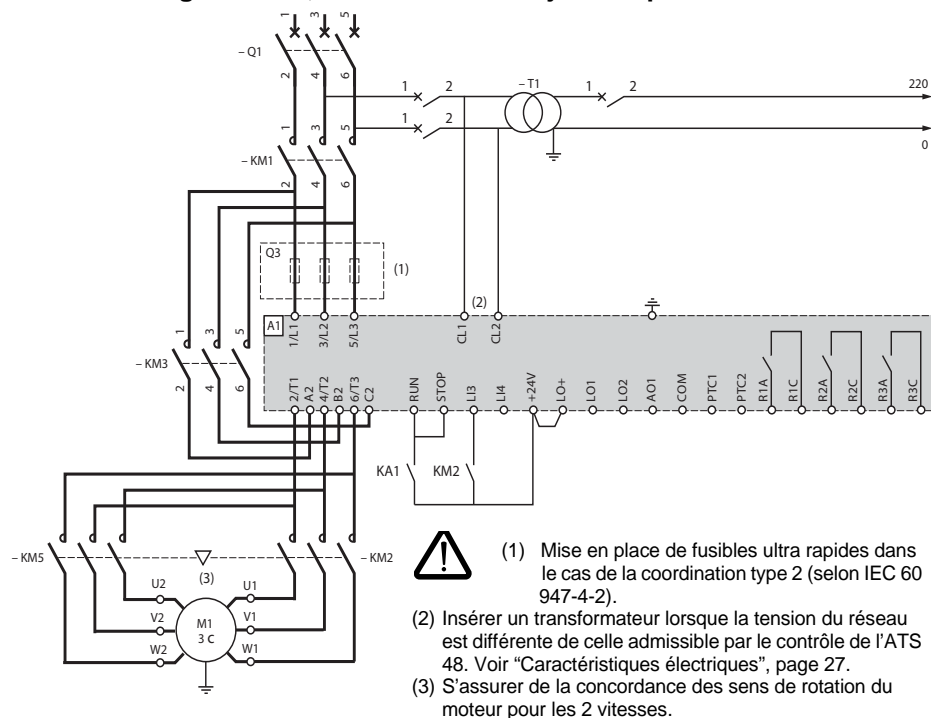 1 3 5
– Q1
2 4 6
1 2 – T1 1 2 220
1 2
0
1 3 5
– KM1
2 4 6
Q3
(1)
(2)
1 3 5
A1 1/L1 3/L2 5/L3 CL1 CL2
– KM3
2 4 6
2/T1 A2 4/T2 B2 6/T3 C2 RUN STOP LI3 LI4 +24V LO+ LO1 LO2 AO1 COM PTC1 PTC2 R1A R1C R2A R2C R3A R3C
KA1 KM2
– KM5 – KM2
(3)
U2 U1
V2 V1
M1
3 C
W2 W1
(1) Mise en place de fusibles ultra rapides dans
le cas de la coordination type 2 (selon IEC 60
947-4-2).
(2) Insérer un transformateur lorsque la tension du réseau
est différente de celle admissible par le contrôle de l’ATS
48. Voir “Caractéristiques électriques”, page 27.
(3) S’assurer de la concordance des sens de rotation du
moteur pour les 2 vitesses.